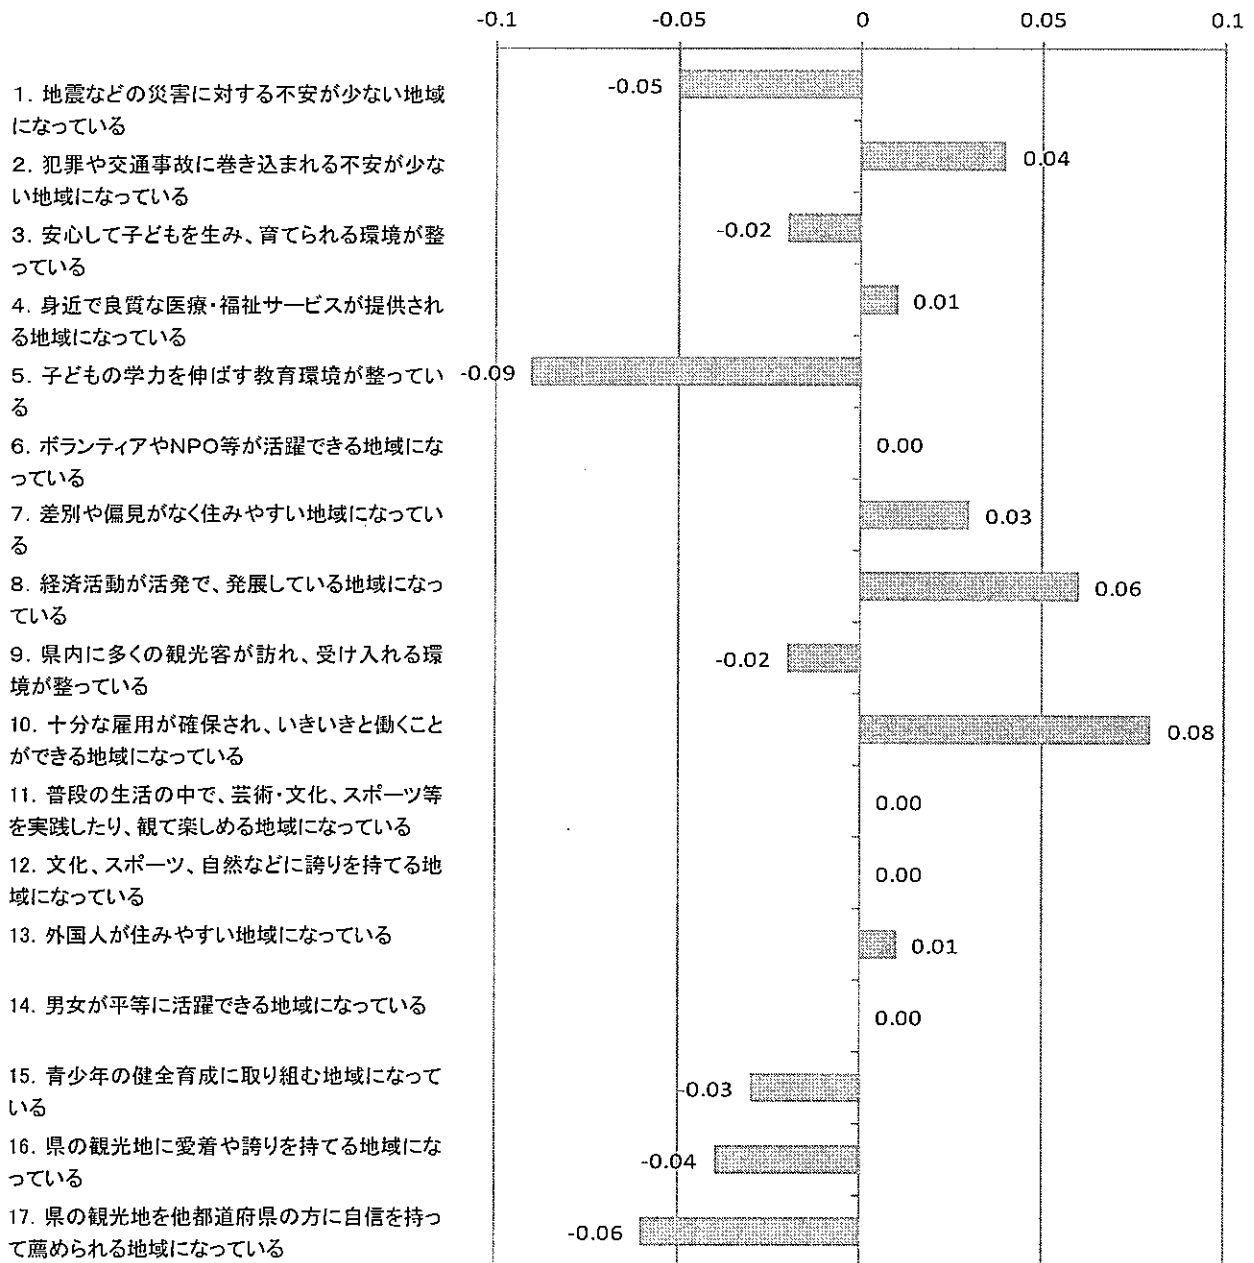 -0.1 -0.05 0 0.05 0.1
1. 地震などの災害に対する不安が少ない地域
になっている
-0.05
2. 犯罪や交通事故に巻き込まれる不安が少な
い地域になっている
0.04
3. 安心して子どもを生み、育てられる環境が整
っている
-0.02
4. 身近で良質な医療・福祉サービスが提供され
る地域になっている
0.01
5. 子どもの学力を伸ばす教育環境が整ってい
る
-0.09
6. ボランティアやNPO等が活躍できる地域にな
っている
0.00
7. 差別や偏見がなく住みやすい地域になってい
る
0.03
8. 経済活動が活発で、発展している地域になっ
ている
0.06
9. 県内に多くの観光客が訪れ、受け入れる環
境が整っている
-0.02
10. 十分な雇用が確保され、いきいきと働くこと
ができる地域になっている
0.08
11. 普段の生活の中で、芸術・文化、スポーツ等
を実践したり、観て楽しめる地域になっている
0.00
12. 文化、スポーツ、自然などに誇りを持てる地
域になっている
0.00
13. 外国人が住みやすい地域になっている
0.01
14. 男女が平等に活躍できる地域になっている
0.00
15. 青少年の健全育成に取り組む地域になって
いる
-0.03
16. 県の観光地に愛着や誇りを持てる地域にな
っている
-0.04
17. 県の観光地を他都道府県の方に自信を持っ
て薦められる地域になっている
-0.06